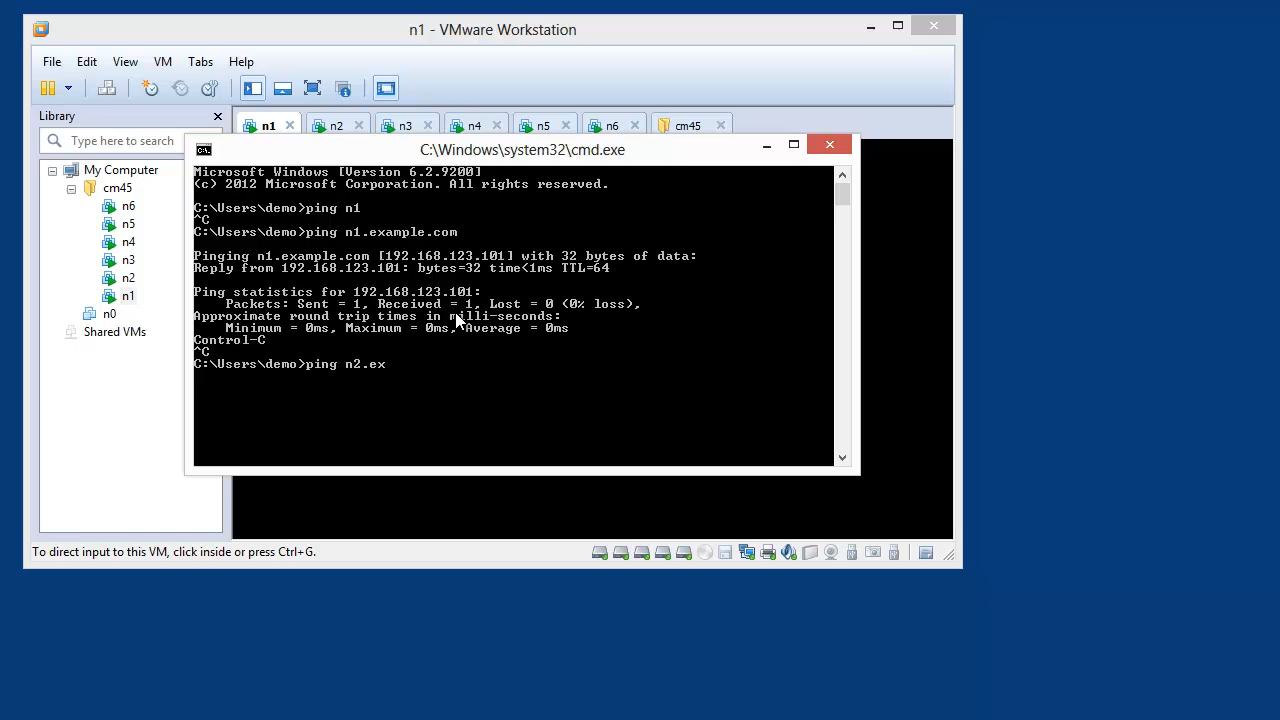 n1 - VMware Workstation
File Edit View VM Tabs Help
Library
n1 n2 n3 n4 n5 n6 cm45
Type here to search
My Computer
cm45
n6
n5
n4
n3
n2
n1
n0
Shared VMs
C:\Windows\system32\cmd.exe
Microsoft Windows [Version 6.2.9200]
(c) 2012 Microsoft Corporation. All rights reserved.
C:\Users\demo>ping n1
^C
C:\Users\demo>ping n1.example.com
Pinging n1.example.com [192.168.123.101] with 32 bytes of data:
Reply from 192.168.123.101: bytes=32 time<1ms TTL=64
Ping statistics for 192.168.123.101:
Packets: Sent = 1, Received = 1, Lost = 0 (0% loss),
Approximate round trip times in milli-seconds:
Minimum = 0ms, Maximum = 0ms, Average = 0ms
Control-C
^C
C:\Users\demo>ping n2.ex
To direct input to this VM, click inside or press Ctrl+G.